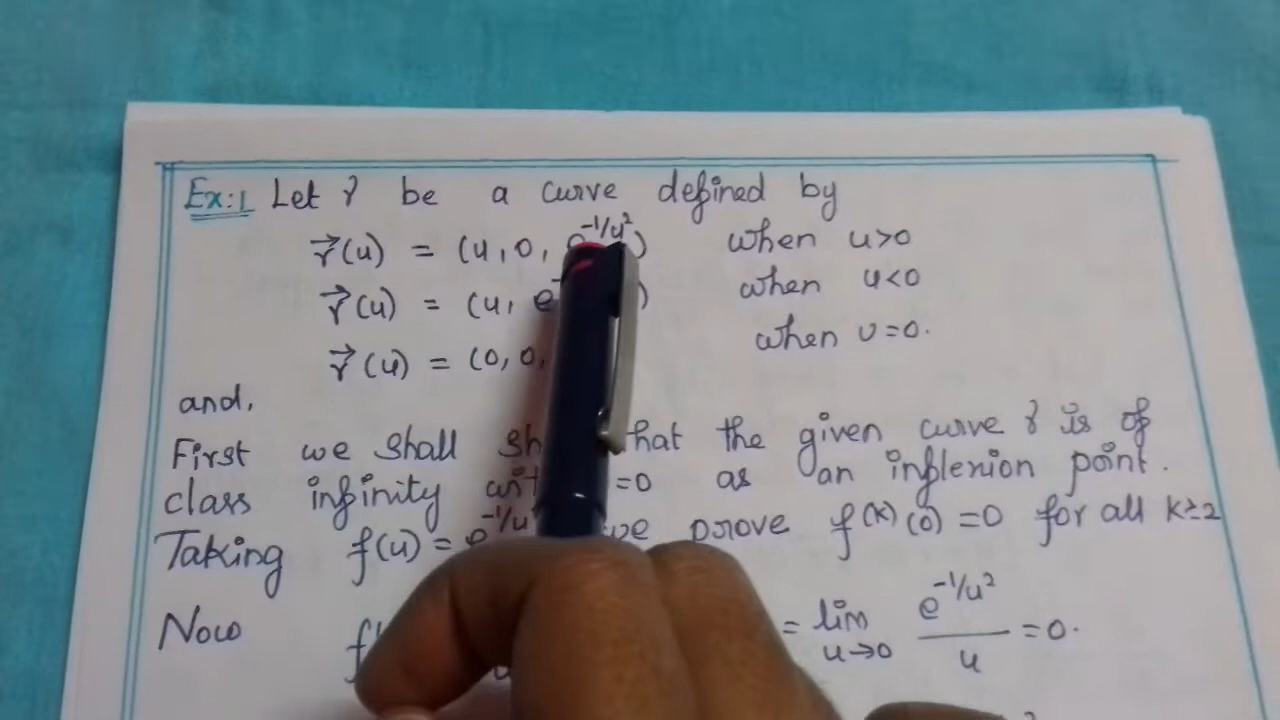 Ex:1 Let γ be a curve defined by
r⃗(u) = (u, 0, e^{-1/u²}) when u>0
r⃗(u) = (u, e ) when u<0
r⃗(u) = (0, 0, when u=0.
and,
First we shall the given curve γ is of
class infinity =0 as an inflexion point.
Taking f(u) = e^{-1/u} we prove f^{(k)}(0) = 0 for all k≥2
Now = lim_{u→0} e^{-1/u²}/u = 0.